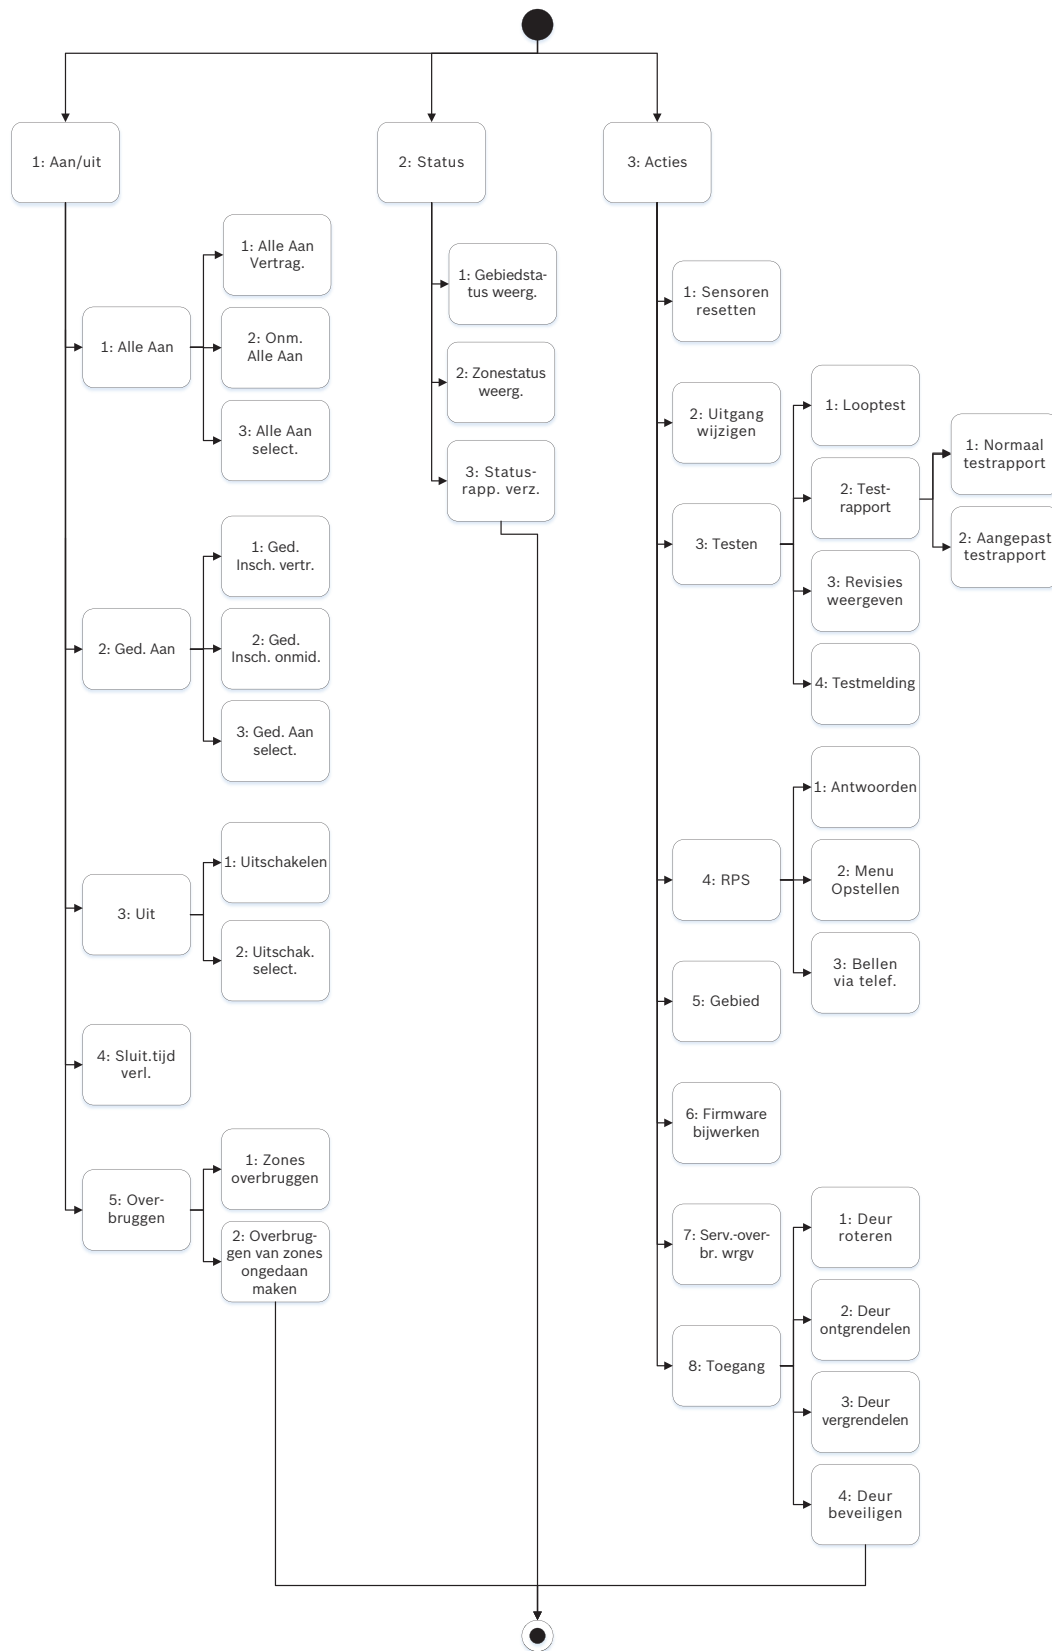 1: Aan/uit
1: Alle Aan
1: Alle Aan
Vertrag.
2: Onm.
Alle Aan
3: Alle Aan
select.
2: Ged. Aan
1: Ged.
Insch. vertr.
2: Ged.
Insch. onmid.
3: Ged. Aan
select.
3: Uit
1: Uitschakelen
2: Uitschak.
select.
4: Sluit.tijd
verl.
5: Over-
bruggen
1: Zones
overbruggen
2: Overbrug-
gen van zones
ongedaan
maken
2: Status
1: Gebiedsta-
tus weerg.
2: Zonestatus
weerg.
3: Status-
rapp. verz.
3: Acties
1: Sensoren
resetten
2: Uitgang
wijzigen
3: Testen
1: Looptest
2: Test-
rapport
1: Normaal
testrapport
2: Aangepast
testrapport
3: Revisies
weergeven
4: Testmelding
4: RPS
1: Antwoorden
2: Menu
Opstellen
3: Bellen
via telef.
5: Gebied
6: Firmware
bijwerken
7: Serv.-over-
br. wrgv
8: Toegang
1: Deur
roteren
2: Deur
ontgrendelen
3: Deur
vergrendelen
4: Deur
beveiligen